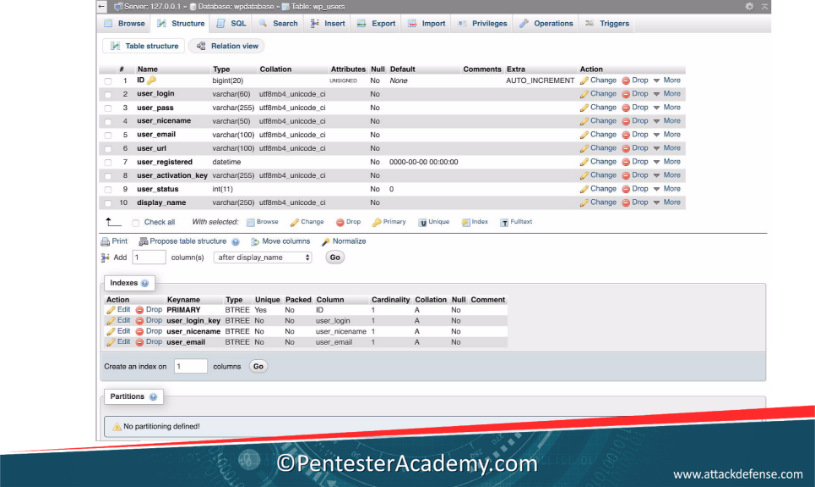 Server: 127.0.0.1 » Database: wpdatabase » Table: wp_users
Browse Structure SQL Search Insert Export Import Privileges Operations Triggers
Table structure Relation view
# Name Type Collation Attributes Null Default Comments Extra Action
1 ID bigint(20) UNSIGNED No None AUTO_INCREMENT Change Drop More
2 user_login varchar(60) utf8mb4_unicode_ci No Change Drop More
3 user_pass varchar(255) utf8mb4_unicode_ci No Change Drop More
4 user_nicename varchar(50) utf8mb4_unicode_ci No Change Drop More
5 user_email varchar(100) utf8mb4_unicode_ci No Change Drop More
6 user_url varchar(100) utf8mb4_unicode_ci No Change Drop More
7 user_registered datetime No 0000-00-00 00:00:00 Change Drop More
8 user_activation_key varchar(255) utf8mb4_unicode_ci No Change Drop More
9 user_status int(11) No 0 Change Drop More
10 display_name varchar(250) utf8mb4_unicode_ci No Change Drop More
Check all With selected: Browse Change Drop Primary Unique Index Fulltext
Print Propose table structure Move columns Normalize
Add 1 column(s) after display_name Go
Indexes
Action Keyname Type Unique Packed Column Cardinality Collation Null Comment
Edit Drop PRIMARY BTREE Yes No ID 1 A No
Edit Drop user_login_key BTREE No No user_login 1 A No
Edit Drop user_nicename BTREE No No user_nicename 1 A No
Edit Drop user_email BTREE No No user_email 1 A No
Create an index on 1 columns Go
Partitions
No partitioning defined!
©PentesterAcademy.com
www.attackdefense.com